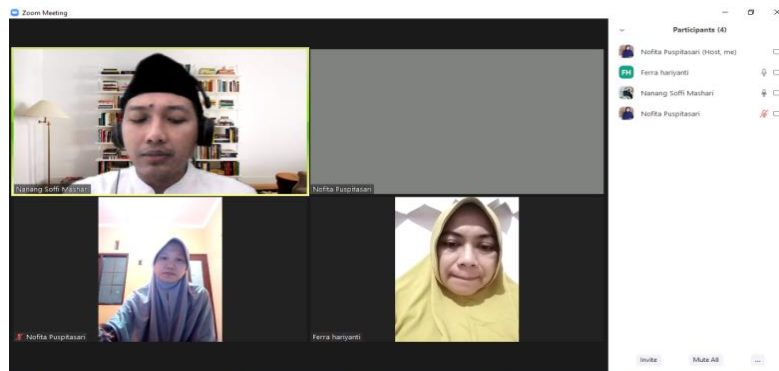 Zoom Meeting
Participants (4)
Nofita Puspitasari (Host, me)
FH Ferra hariyanti
Nanang Soffi Mashari
Nofita Puspitasari
Nanang Soffi Mashari
Nofita Puspitasari
Nofita Puspitasari
Ferra hariyanti
Invite
Mute All
...